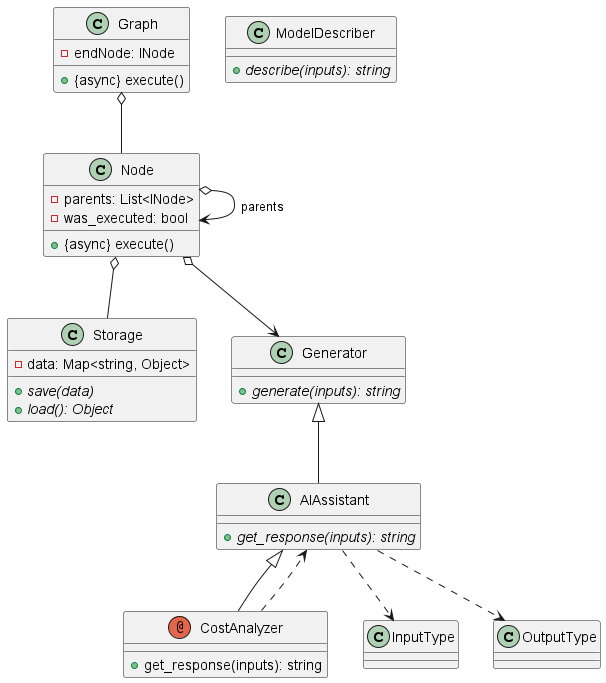 C Graph
endNode: INode
{async} execute()
C ModelDescriber
describe(inputs): string
C Node
parents: List<INode>
was_executed: bool
{async} execute()
parents
C Storage
data: Map<string, Object>
save(data)
load(): Object
C Generator
generate(inputs): string
C AIAssistant
get_response(inputs): string
@ CostAnalyzer
get_response(inputs): string
C InputType
C OutputType